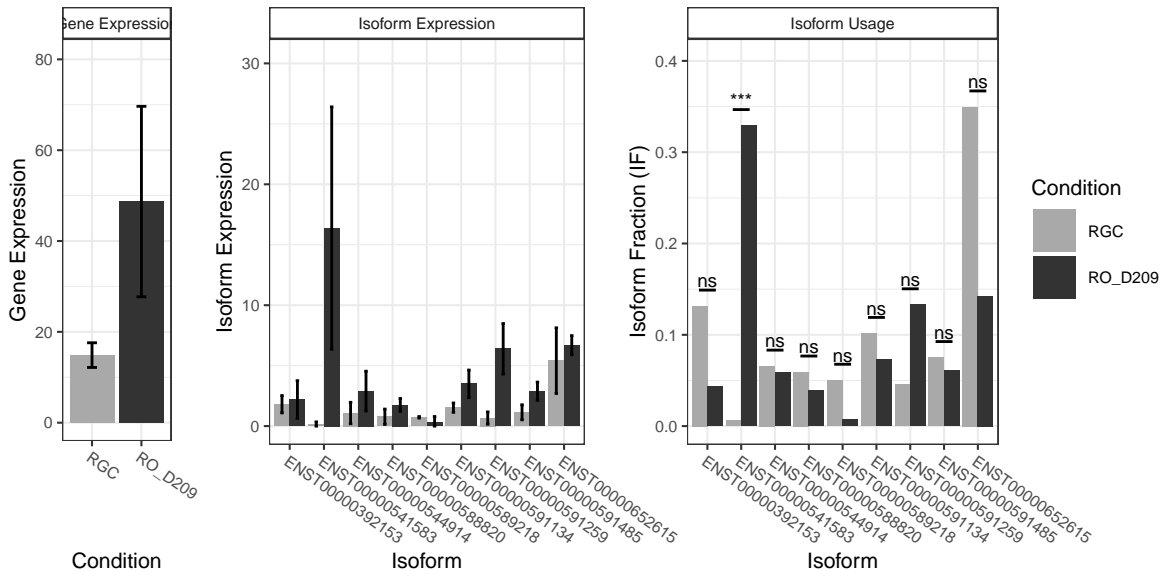 Gene Expression
Isoform Expression
Isoform Usage
Gene Expression
80
60
40
20
0
RGC
RO_D209
Condition
Isoform Expression
30
20
10
0
ENST00000392153
ENST00000541583
ENST00000544914
ENST00000588820
ENST00000589218
ENST00000591134
ENST00000591259
ENST00000591485
ENST00000652615
Isoform
Isoform Fraction (IF)
0.4
0.3
0.2
0.1
0.0
ns
***
ns
ns
ns
ns
ns
ns
ns
ENST00000392153
ENST00000541583
ENST00000544914
ENST00000588820
ENST00000589218
ENST00000591134
ENST00000591259
ENST00000591485
ENST00000652615
Isoform
Condition
RGC
RO_D209